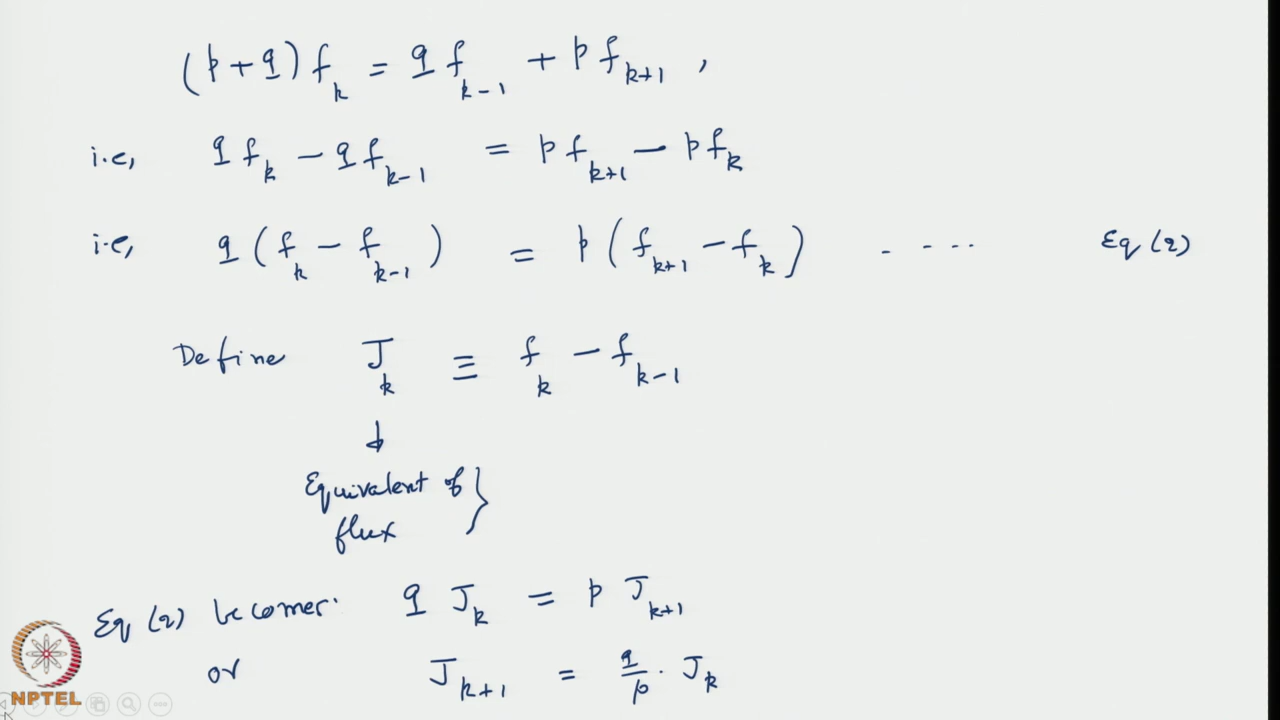 (p + q) f_k = q f_{k-1} + p f_{k+1} ,
i.e, q f_k - q f_{k-1} = p f_{k+1} - p f_k
i.e, q ( f_k - f_{k-1} ) = p ( f_{k+1} - f_k ) - - - - Eq (2)
Define J_k ≡ f_k - f_{k-1}
↓
Equivalent of }
flux
Eq (2) becomes. q J_k = p J_{k+1}
or J_{k+1} = q/p . J_k
NPTEL